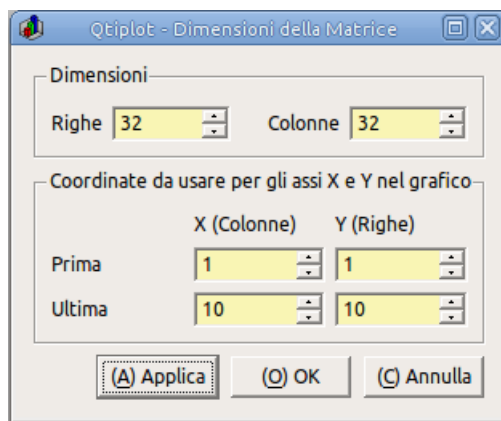 Qtiplot - Dimensioni della Matrice
Dimensioni
Righe 32 Colonne 32
Coordinate da usare per gli assi X e Y nel grafico
X (Colonne) Y (Righe)
Prima 1 1
Ultima 10 10
(A) Applica (O) OK (C) Annulla